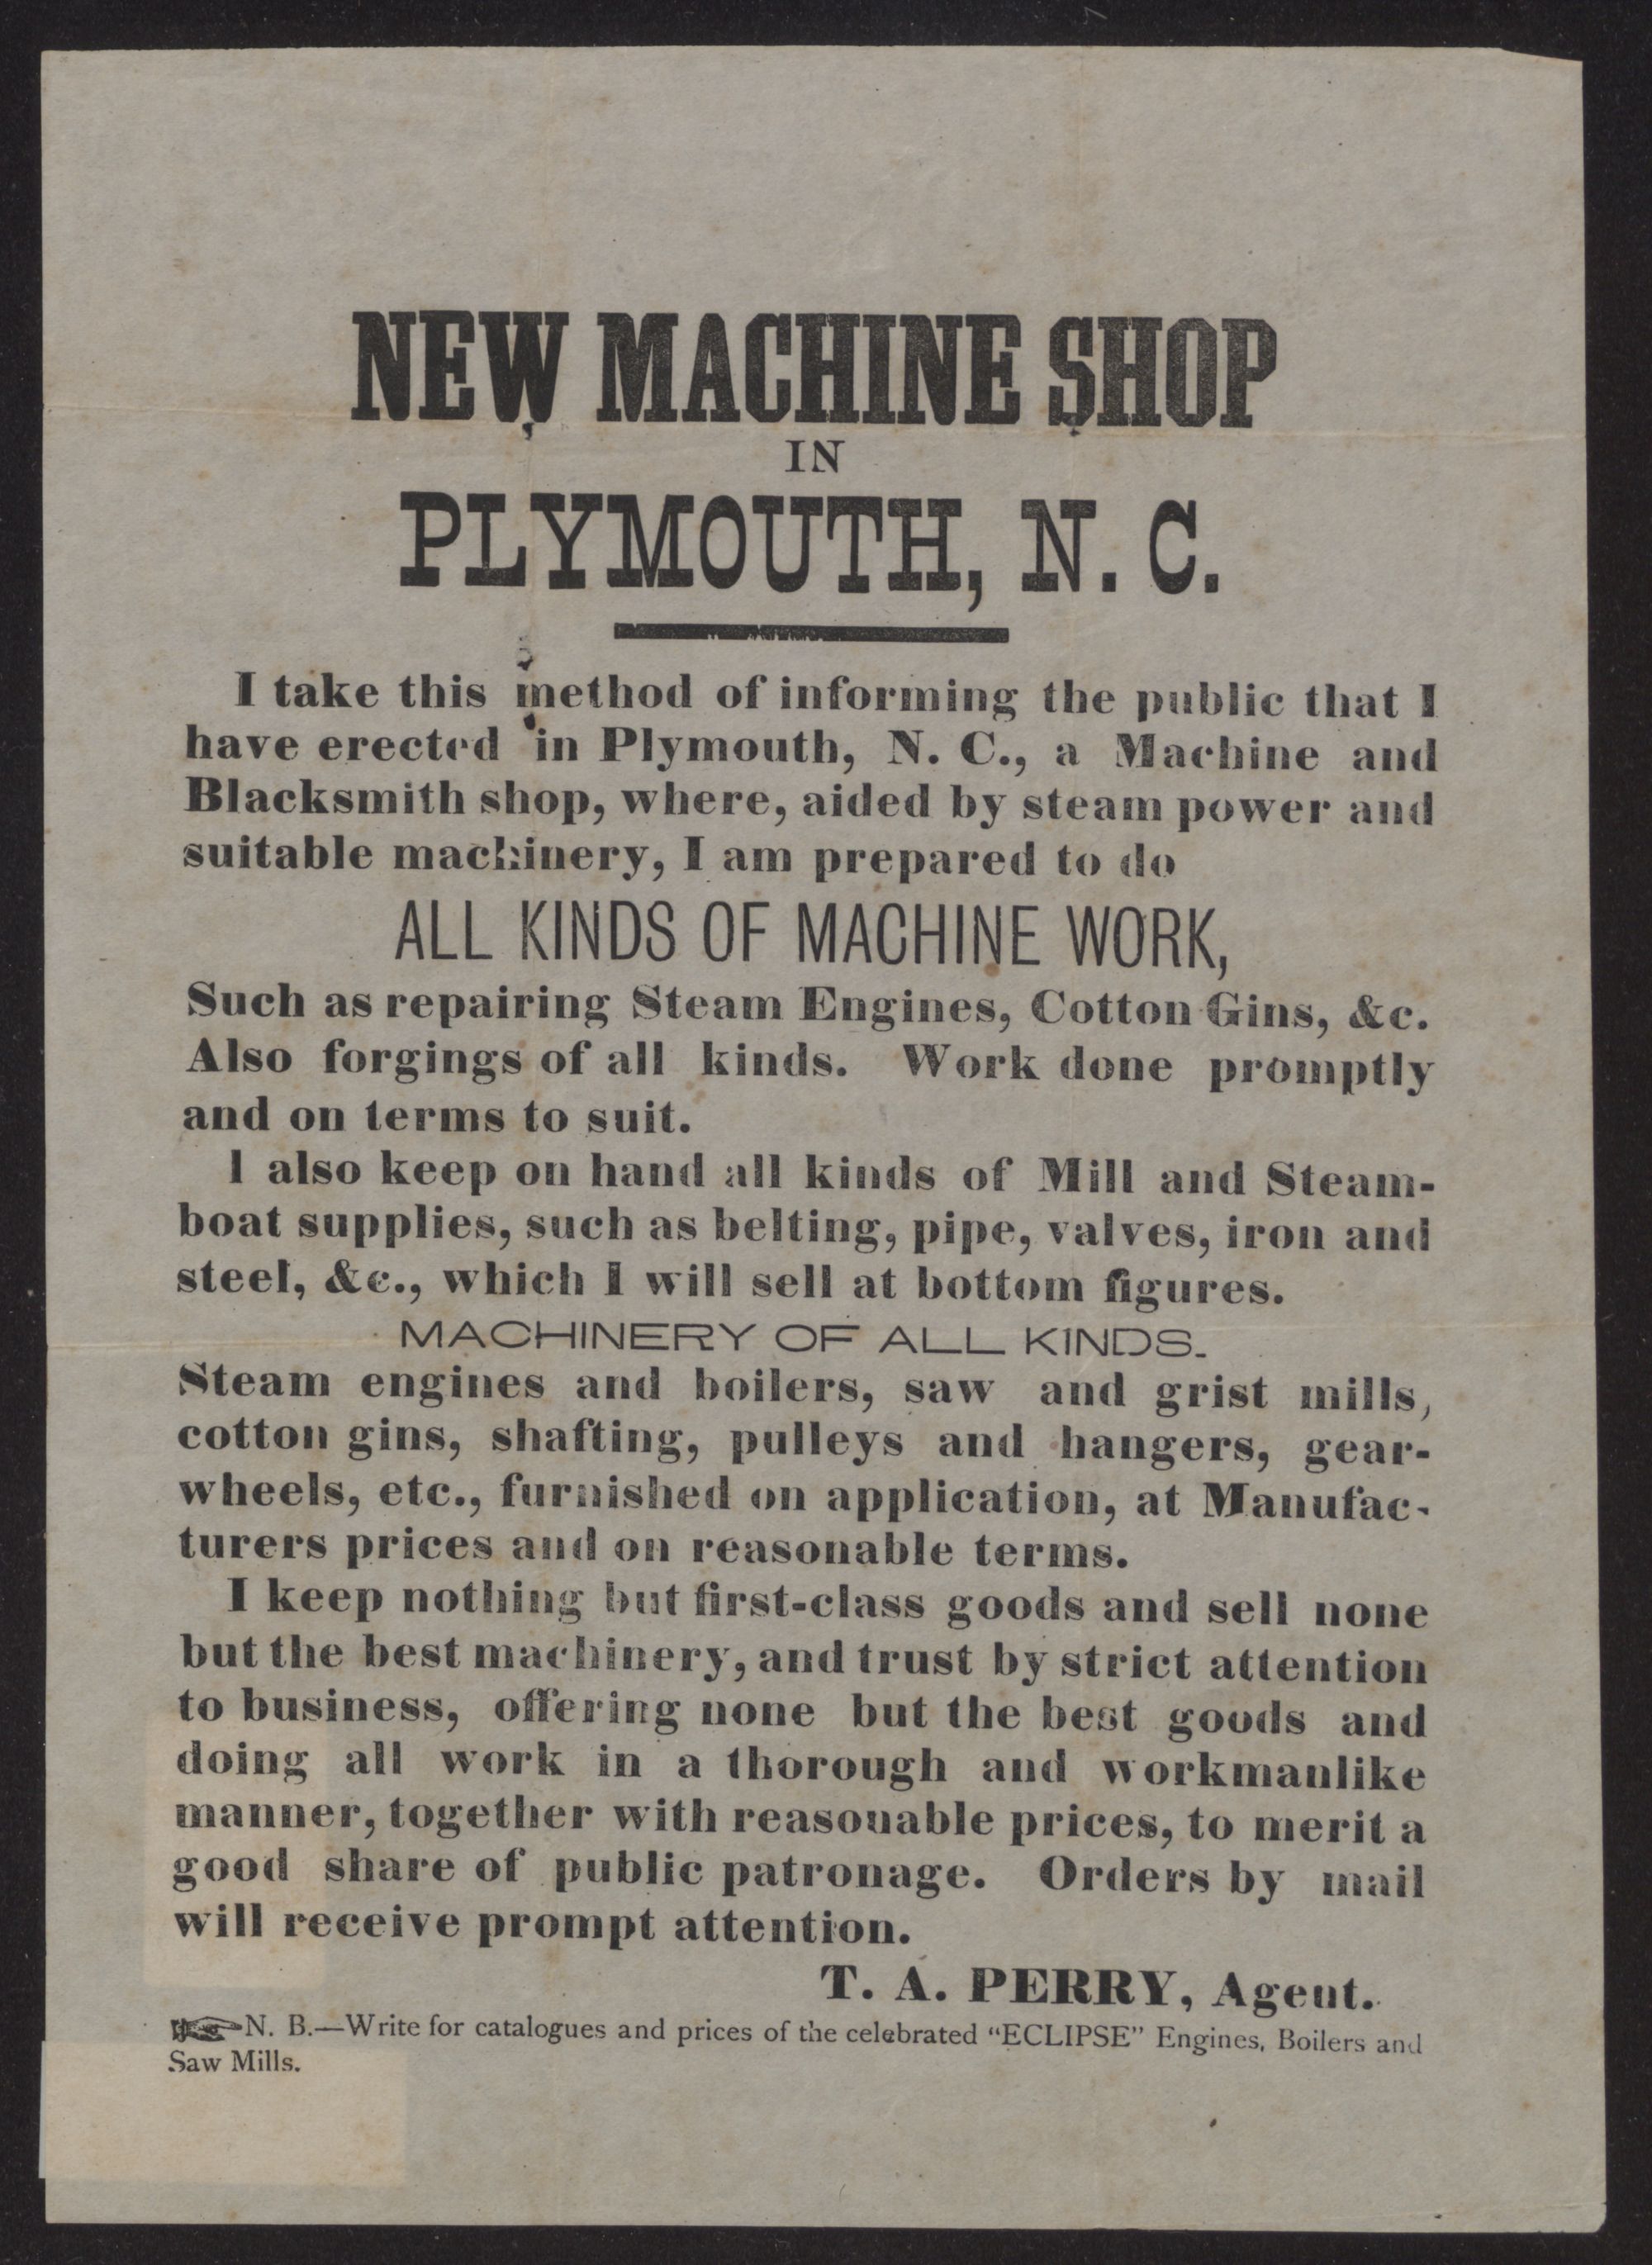 NEW MACHINE SHOP
IN
PLYMOUTH, N. C.
I take this method of informing the public that I
have erected in Plymouth, N. C., a Machine and
Blacksmith shop, where, aided by steam power and
suitable machinery, I am prepared to do
ALL KINDS OF MACHINE WORK,
Such as repairing Steam Engines, Cotton Gins, &c.
Also forgings of all kinds. Work done promptly
and on terms to suit.
I also keep on hand all kinds of Mill and Steam-
boat supplies, such as belting, pipe, valves, iron and
steel, &c., which I will sell at bottom figures.
MACHINERY OF ALL KINDS.
Steam engines and boilers, saw and grist mills,
cotton gins, shafting, pulleys and hangers, gear-
wheels, etc., furnished on application, at Manufac-
turers prices and on reasonable terms.
I keep nothing but first-class goods and sell none
but the best machinery, and trust by strict attention
to business, offering none but the best goods and
doing all work in a thorough and workmanlike
manner, together with reasonable prices, to merit a
good share of public patronage. Orders by mail
will receive prompt attention.
T. A. PERRY, Agent.
☞N. B.—Write for catalogues and prices of the celebrated "ECLIPSE" Engines, Boilers and
Saw Mills.